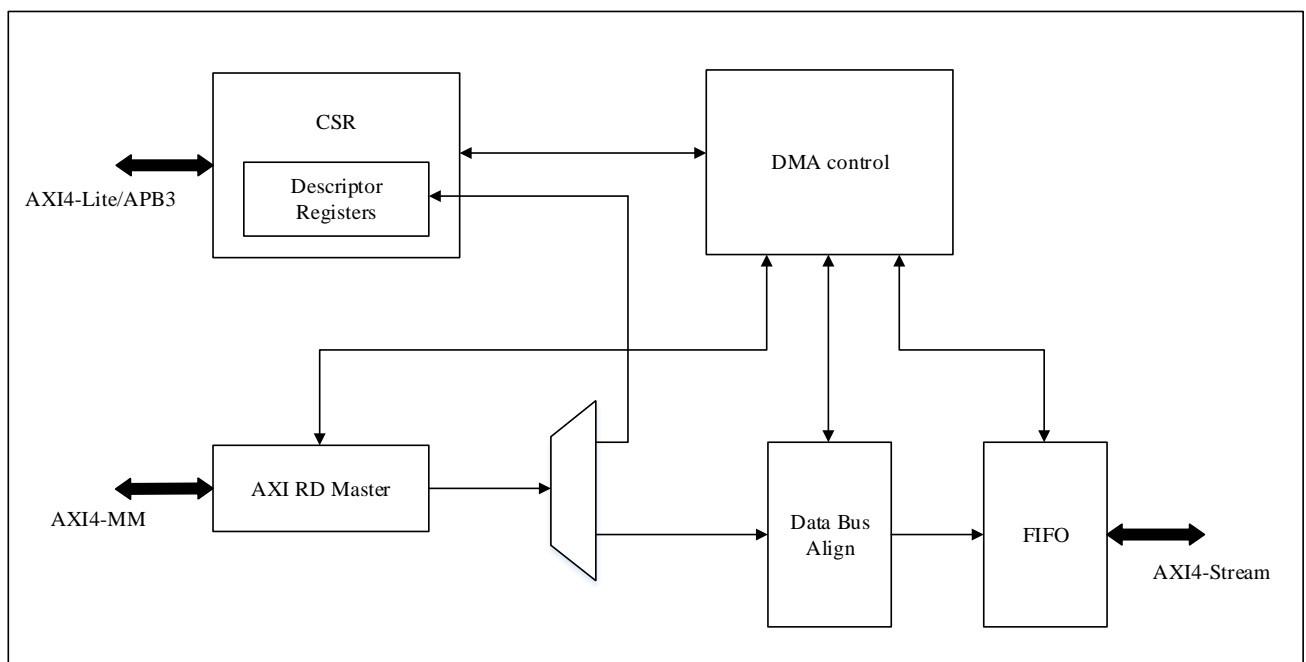 CSR
DMA control
Descriptor
Registers
AXI4-Lite/APB3
AXI RD Master
AXI4-MM
Data Bus
Align
FIFO
AXI4-Stream